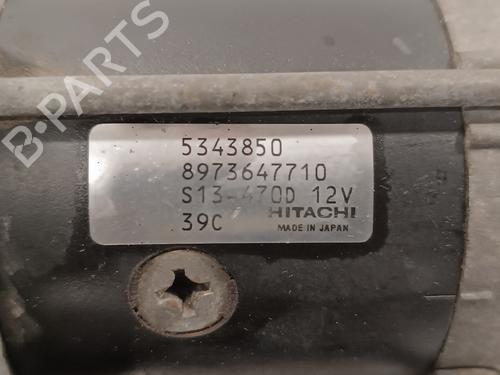 B-PARTS
5343850
8973647710
S13-470D 12V
HITACHI
39C MADE IN JAPAN